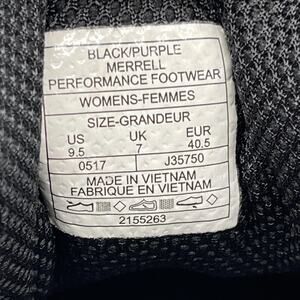 BLACK/PURPLE
MERRELL
PERFORMANCE FOOTWEAR
WOMENS-FEMMES
SIZE-GRANDEUR
US UK EUR
9.5 7 40.5
0517 J35750
MADE IN VIETNAM
FABRIQUE EN VIETNAM
2155263